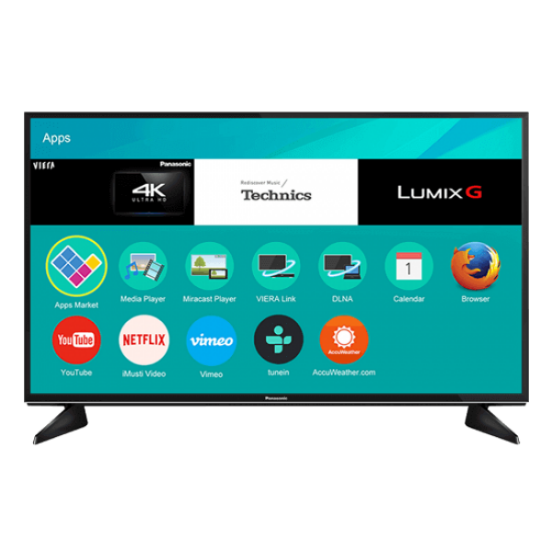 Apps
VIERA
Panasonic
4K
ULTRA HD
Rediscover Music
Technics
LUMIX G
Apps Market
Media Player
Miracast Player
VIERA Link
DLNA
1
Calendar
Browser
YouTube
NETFLIX
vimeo
AccuWeather
YouTube
iMusti Video
Vimeo
tunein
AccuWeather.com
Panasonic